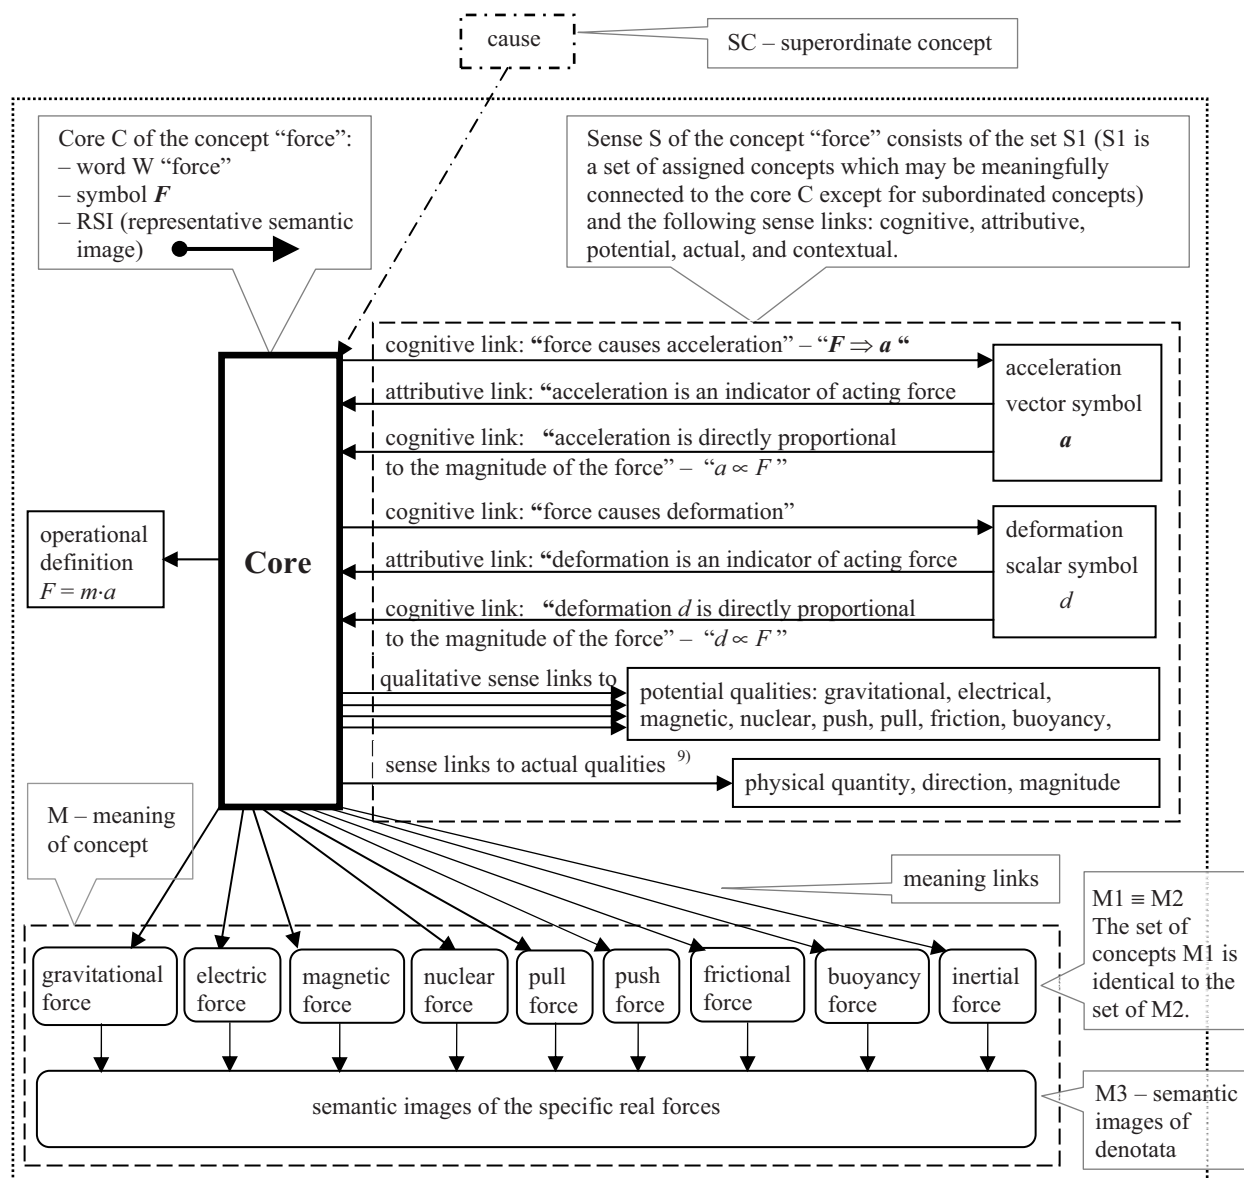 cause
SC – superordinate concept
Core C of the concept “force”:
– word W “force”
– symbol F
– RSI (representative semantic
image)
Sense S of the concept “force” consists of the set S1 (S1 is
a set of assigned concepts which may be meaningfully
connected to the core C except for subordinated concepts)
and the following sense links: cognitive, attributive,
potential, actual, and contextual.
cognitive link: “force causes acceleration” – “F ⇒ a “
attributive link: “acceleration is an indicator of acting force
cognitive link: “acceleration is directly proportional
to the magnitude of the force” – “a ∝ F ”
acceleration
vector symbol
a
cognitive link: “force causes deformation”
attributive link: “deformation is an indicator of acting force
cognitive link: “deformation d is directly proportional
to the magnitude of the force” – “d ∝ F ”
deformation
scalar symbol
d
operational
definition
F = m·a
Core
qualitative sense links to
potential qualities: gravitational, electrical,
magnetic, nuclear, push, pull, friction, buoyancy,
sense links to actual qualities 9)
physical quantity, direction, magnitude
M – meaning
of concept
meaning links
M1 ≡ M2
The set of
concepts M1 is
identical to the
set of M2.
gravitational
force
electric
force
magnetic
force
nuclear
force
pull
force
push
force
frictional
force
buoyancy
force
inertial
force
semantic images of the specific real forces
M3 – semantic
images of
denotata